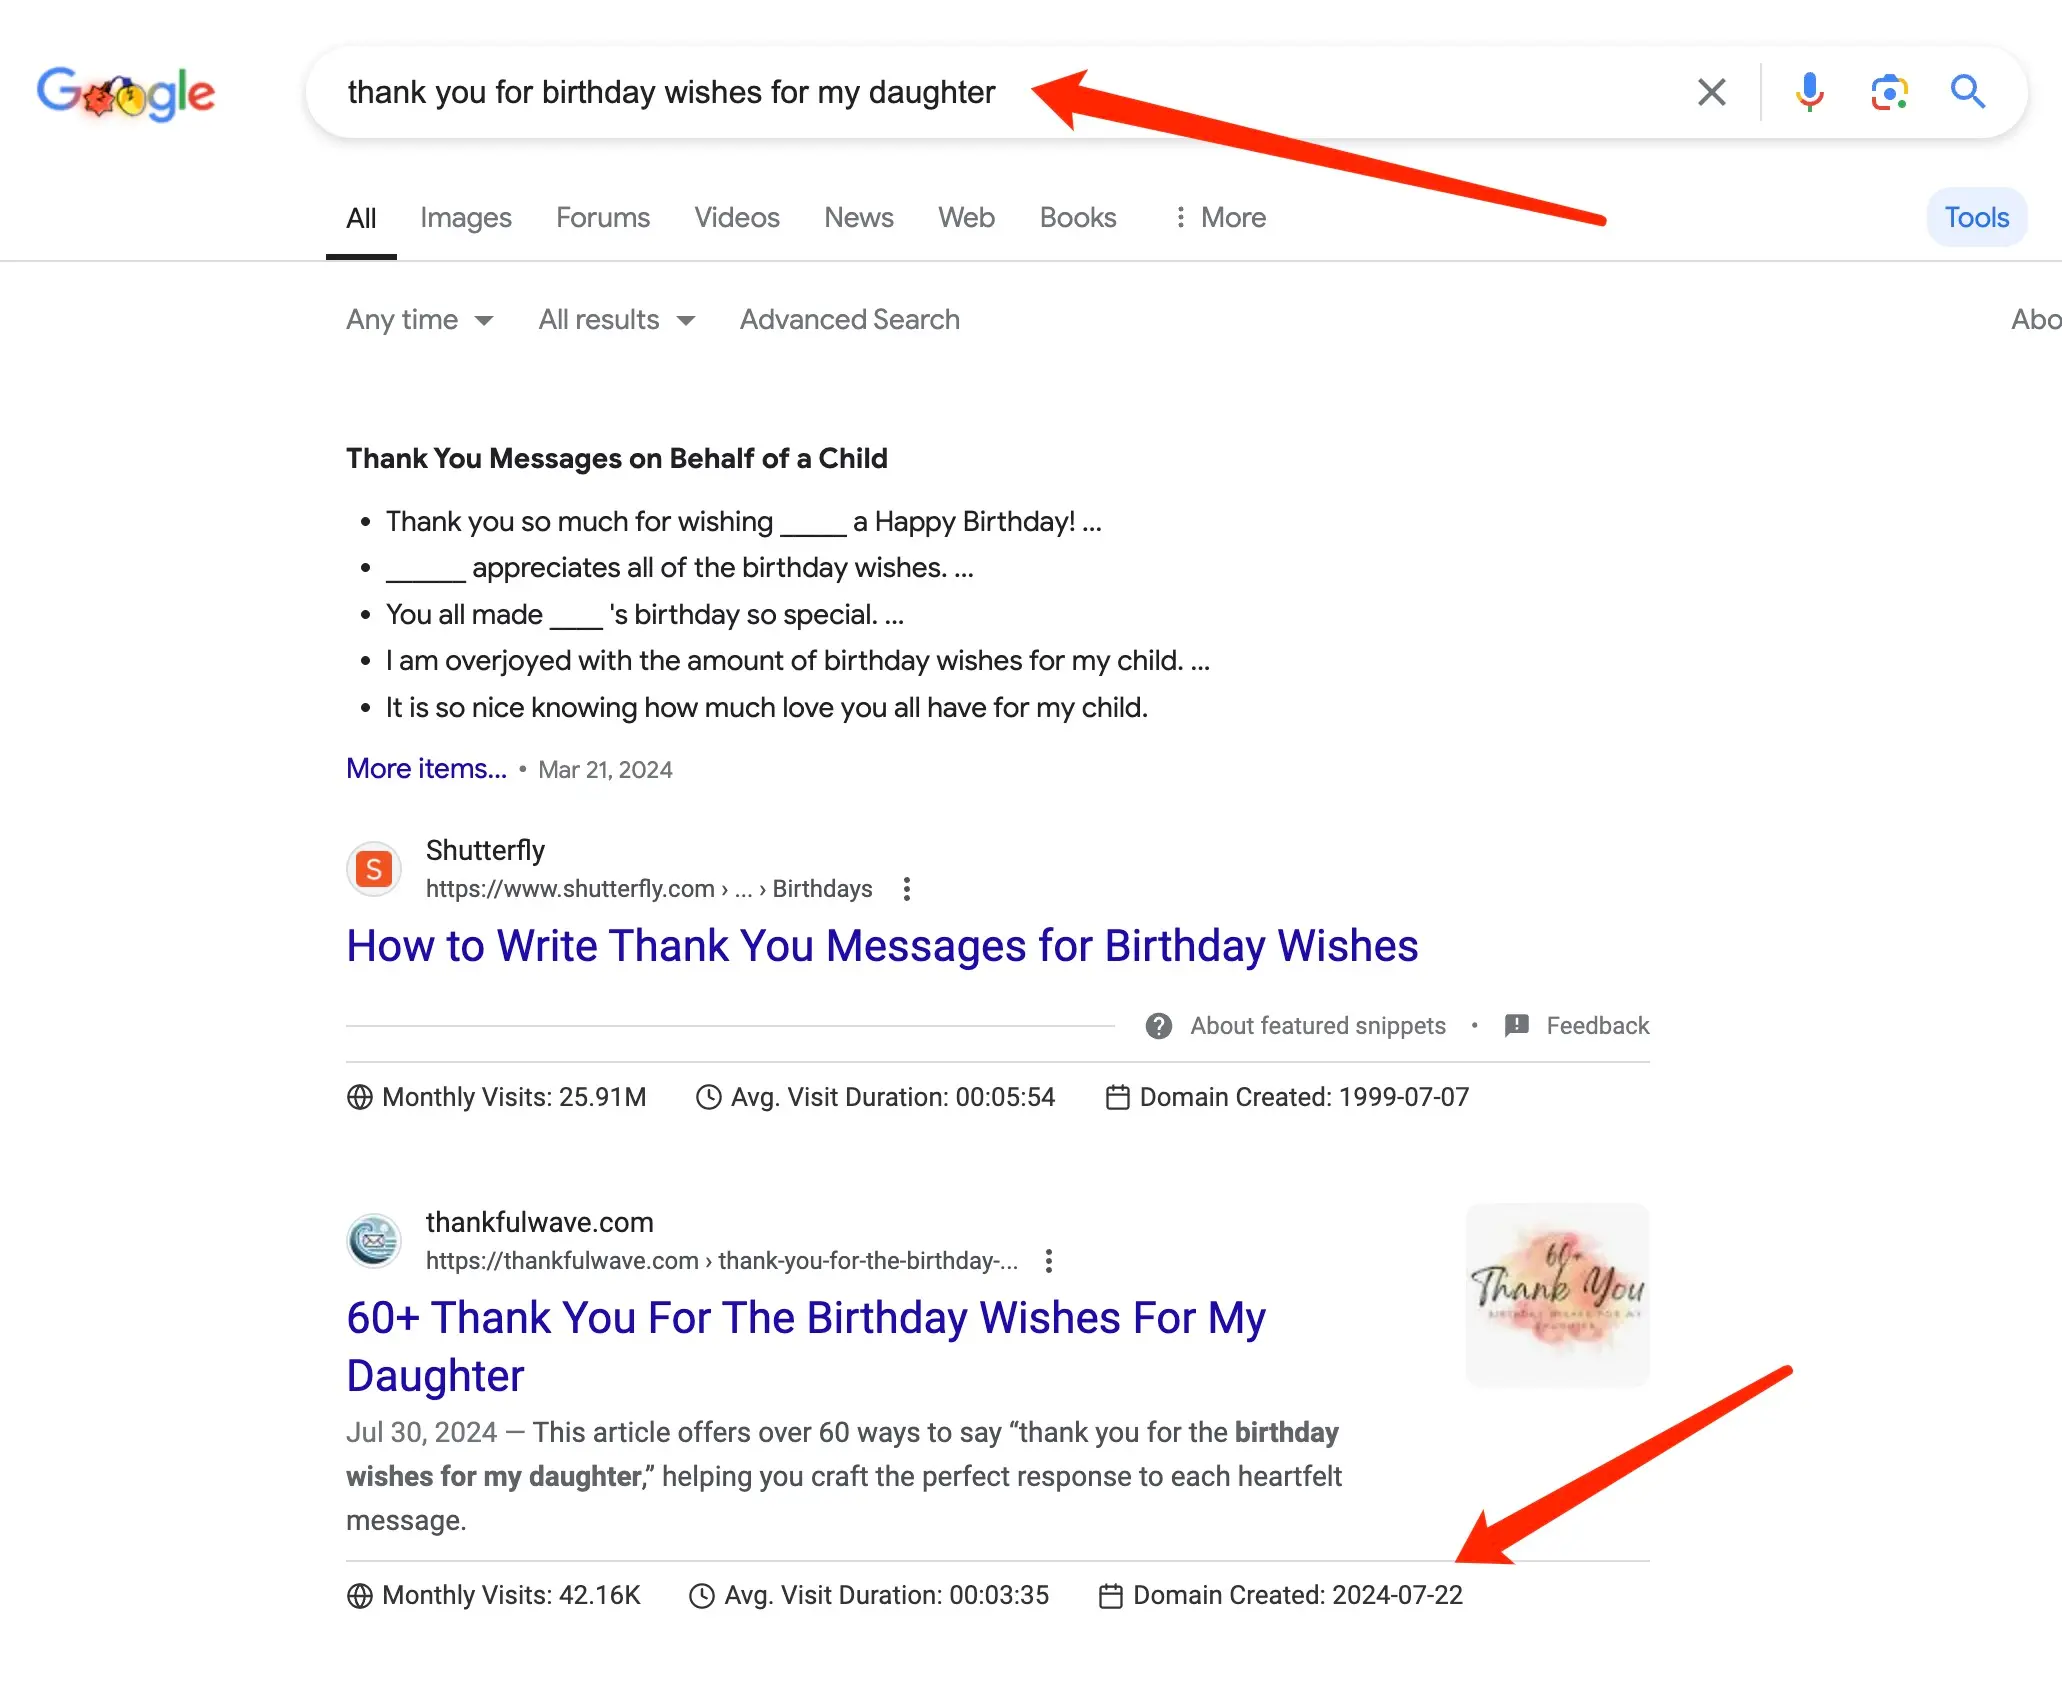 Google
thank you for birthday wishes for my daughter
All Images Forums Videos News Web Books More
Tools
Any time All results Advanced Search
Abo
Thank You Messages on Behalf of a Child
• Thank you so much for wishing _____ a Happy Birthday! ...
• ______ appreciates all of the birthday wishes. ...
• You all made ____ 's birthday so special. ...
• I am overjoyed with the amount of birthday wishes for my child. ...
• It is so nice knowing how much love you all have for my child.
More items... • Mar 21, 2024
S
Shutterfly
https://www.shutterfly.com › ... › Birthdays
How to Write Thank You Messages for Birthday Wishes
About featured snippets • Feedback
Monthly Visits: 25.91M Avg. Visit Duration: 00:05:54 Domain Created: 1999-07-07
thankfulwave.com
https://thankfulwave.com › thank-you-for-the-birthday-...
60+ Thank You For The Birthday Wishes For My
Daughter
Jul 30, 2024 — This article offers over 60 ways to say “thank you for the birthday
wishes for my daughter,” helping you craft the perfect response to each heartfelt
message.
60+
Thank You
BIRTHDAY WISHES FOR MY
DAUGHTER
Monthly Visits: 42.16K Avg. Visit Duration: 00:03:35 Domain Created: 2024-07-22